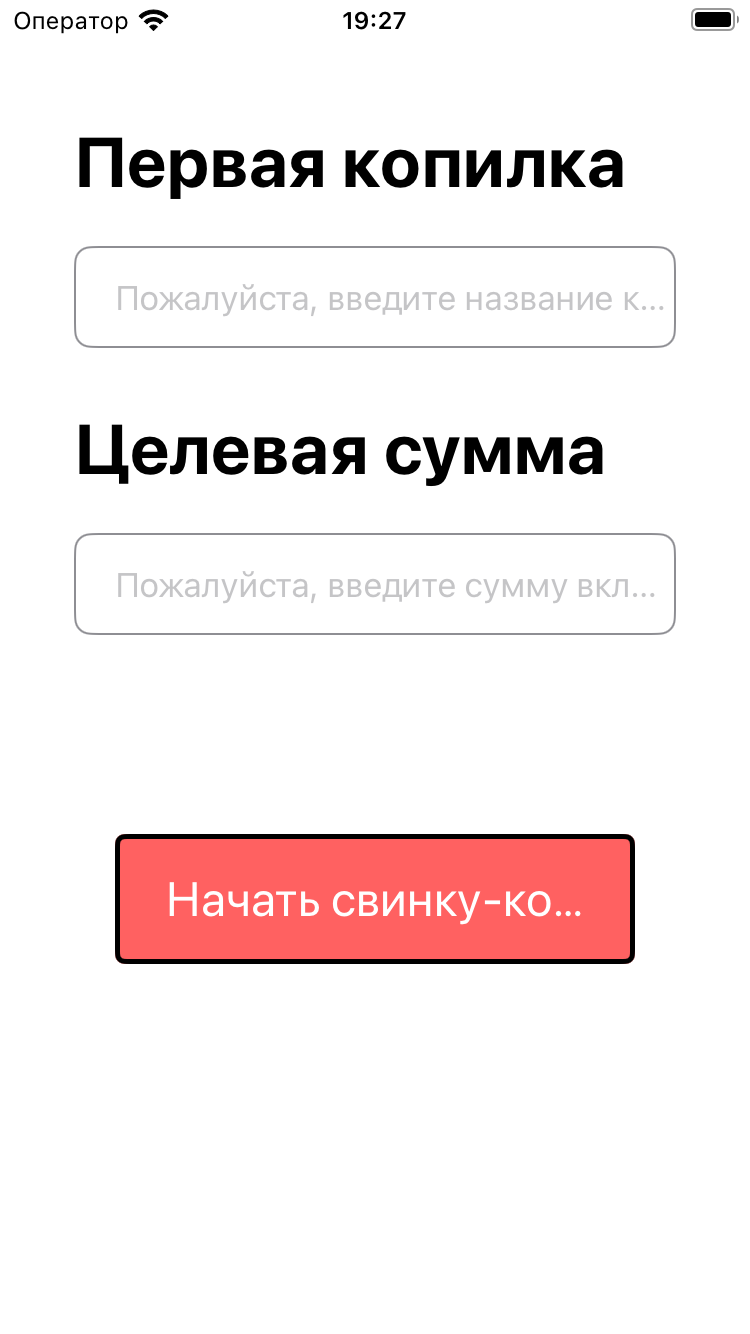 Оператор 19:27
Первая копилка
Пожалуйста, введите название к...
Целевая сумма
Пожалуйста, введите сумму вкл...
Начать свинку-ко...